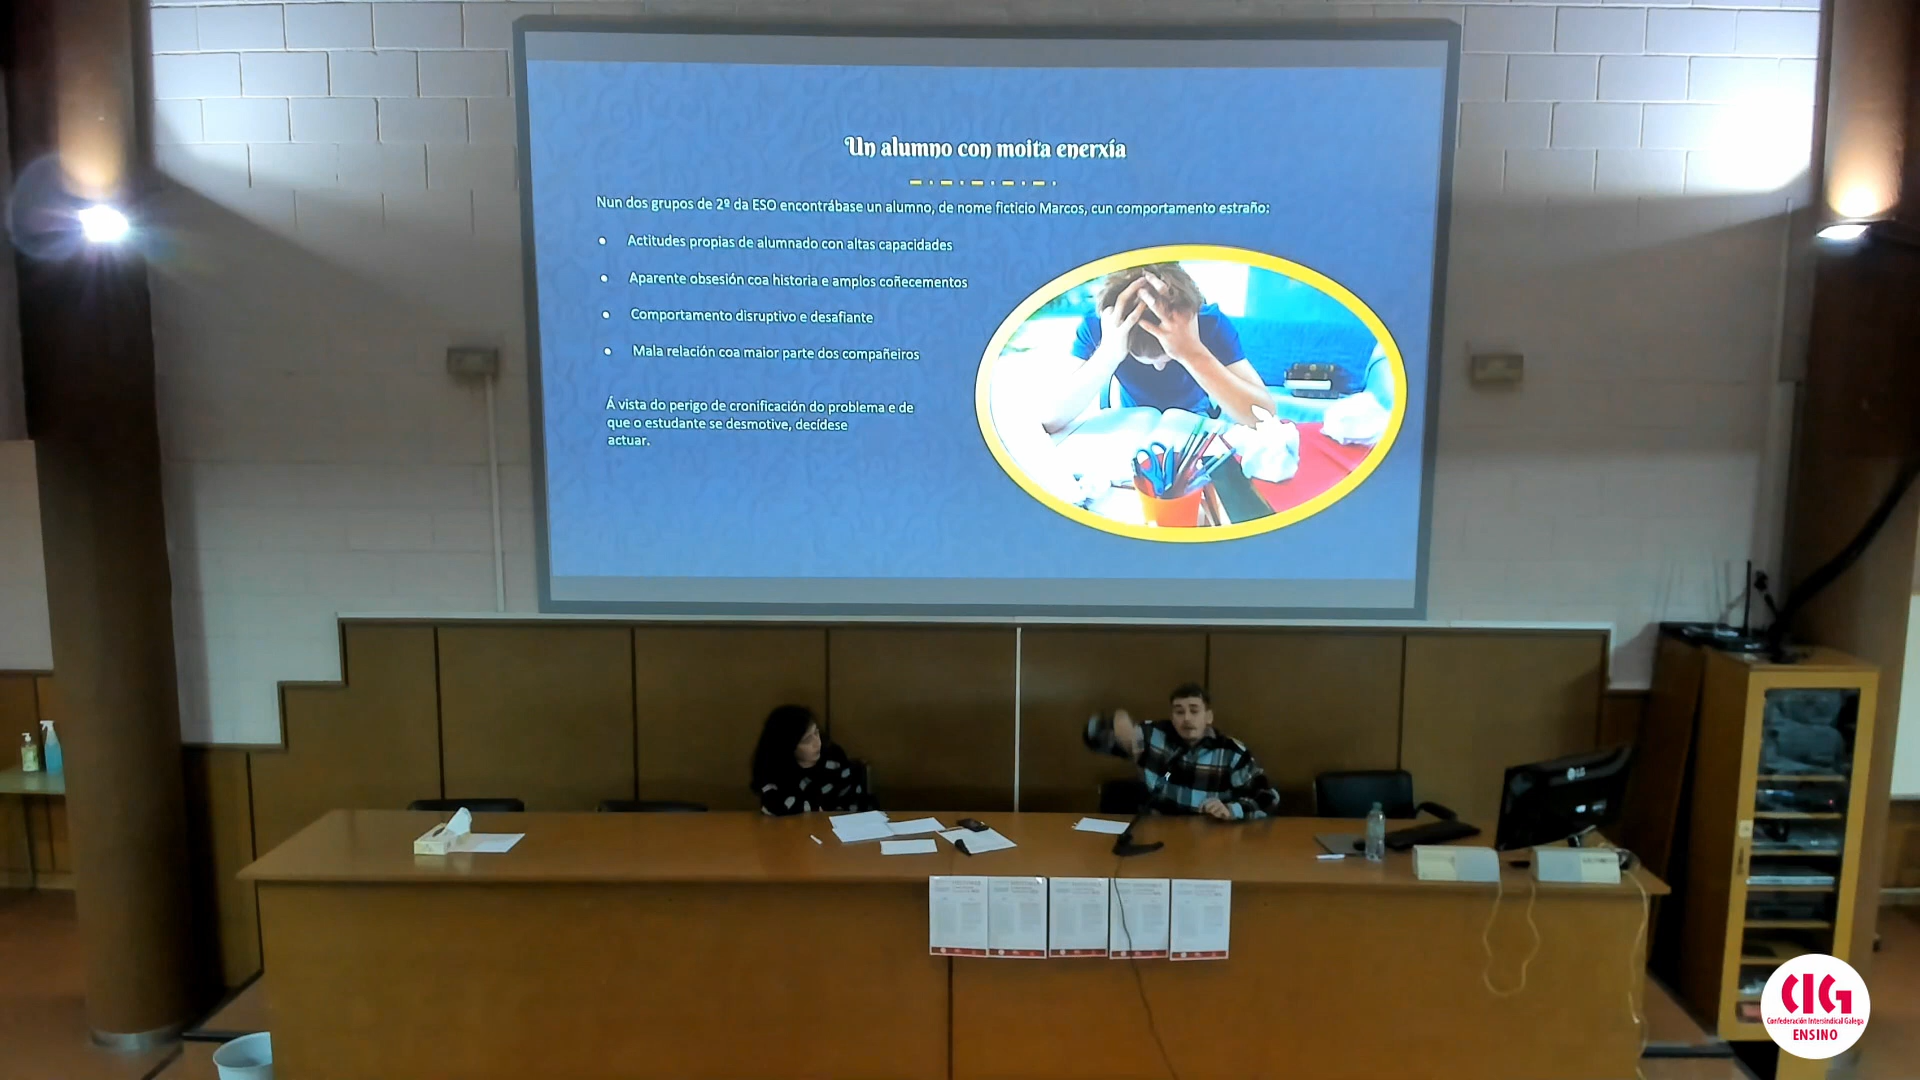 Un alumno con moita enerxía
Nun dos grupos de 2º da ESO encontrábase un alumno, de nome ficticio Marcos, cun comportamento estraño:
Actitudes propias de alumnado con altas capacidades
Aparente obsesión coa historia e amplos coñecementos
Comportamento disruptivo e desafiante
Mala relación coa maior parte dos compañeiros
Á vista do perigo de cronificación do problema e de
que o estudante se desmotive, decídese
actuar.
LG
CIG
Confederación Intersindical Galega
ENSINO